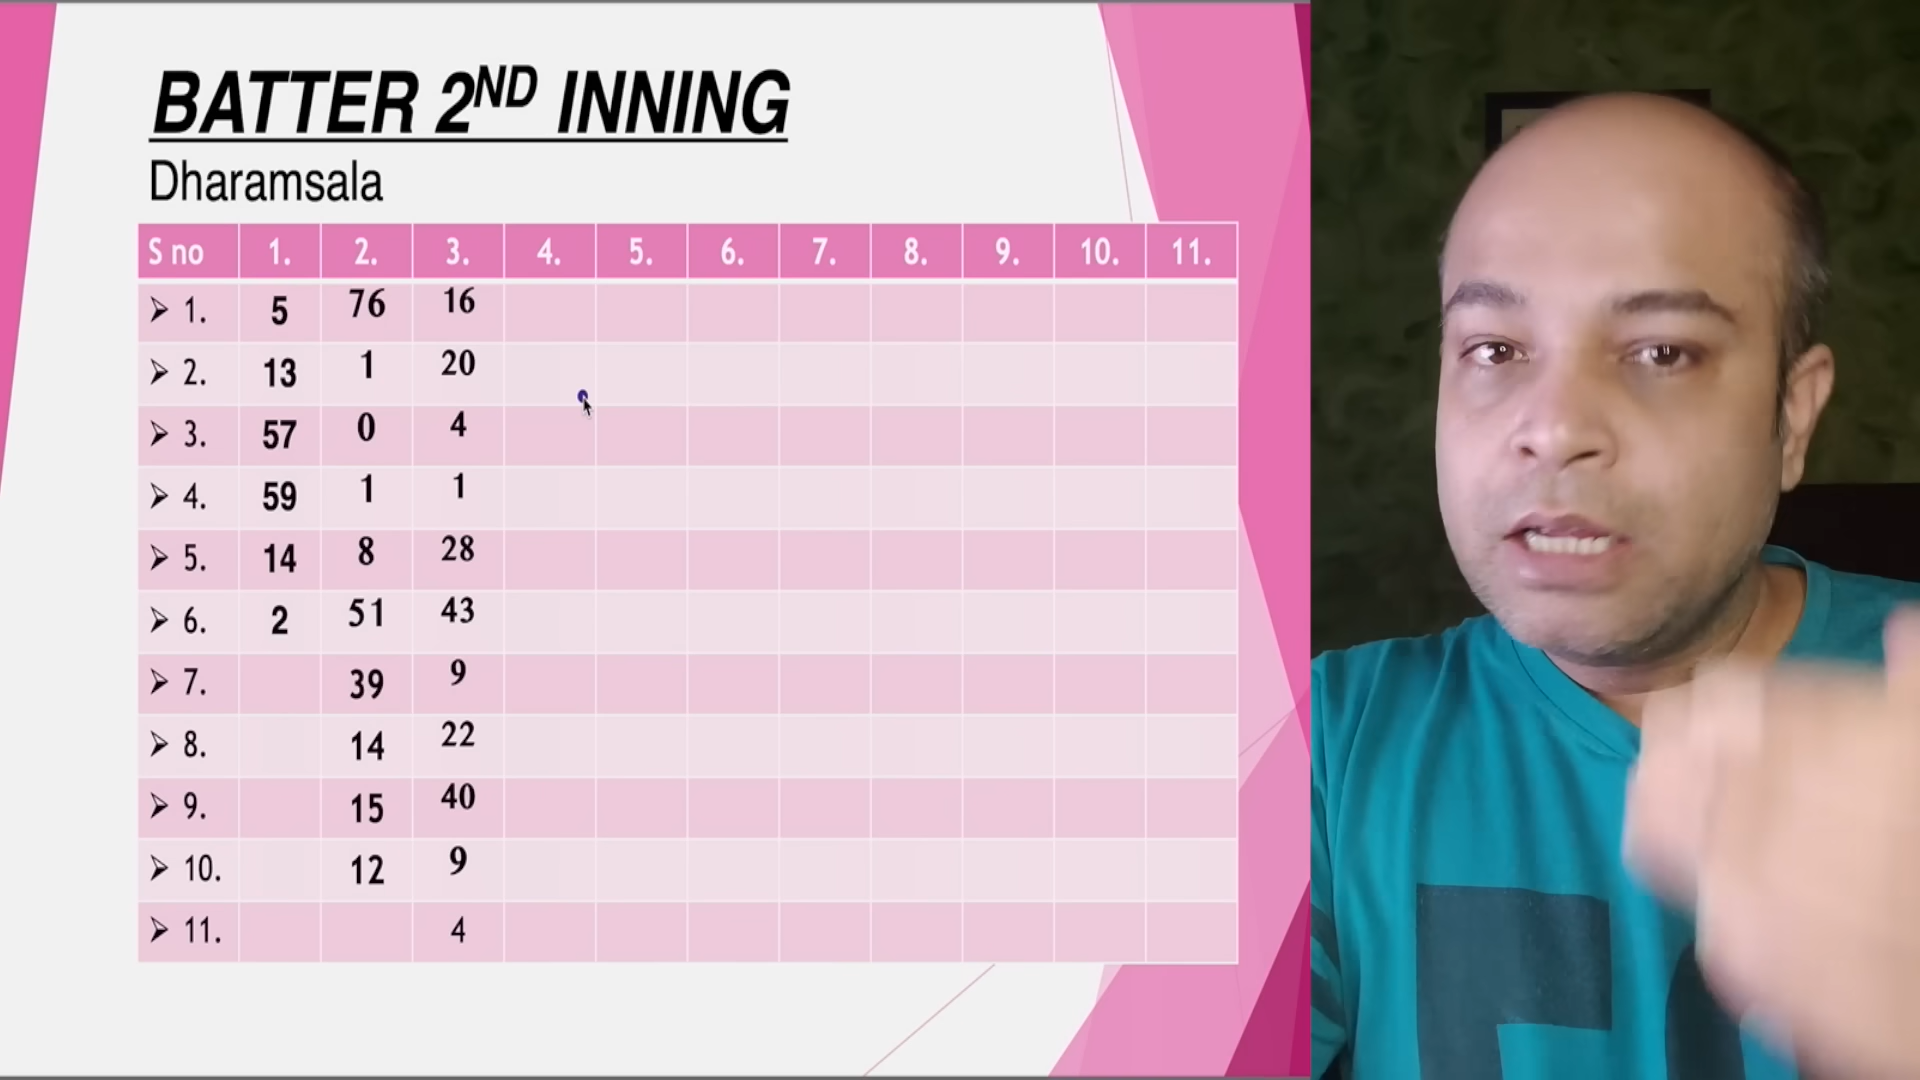 BATTER 2ND INNING
Dharamsala
S no 1. 2. 3. 4. 5. 6. 7. 8. 9. 10. 11.
1. 5 76 16
2. 13 1 20
3. 57 0 4
4. 59 1 1
5. 14 8 28
6. 2 51 43
7. 39 9
8. 14 22
9. 15 40
10. 12 9
11. 4